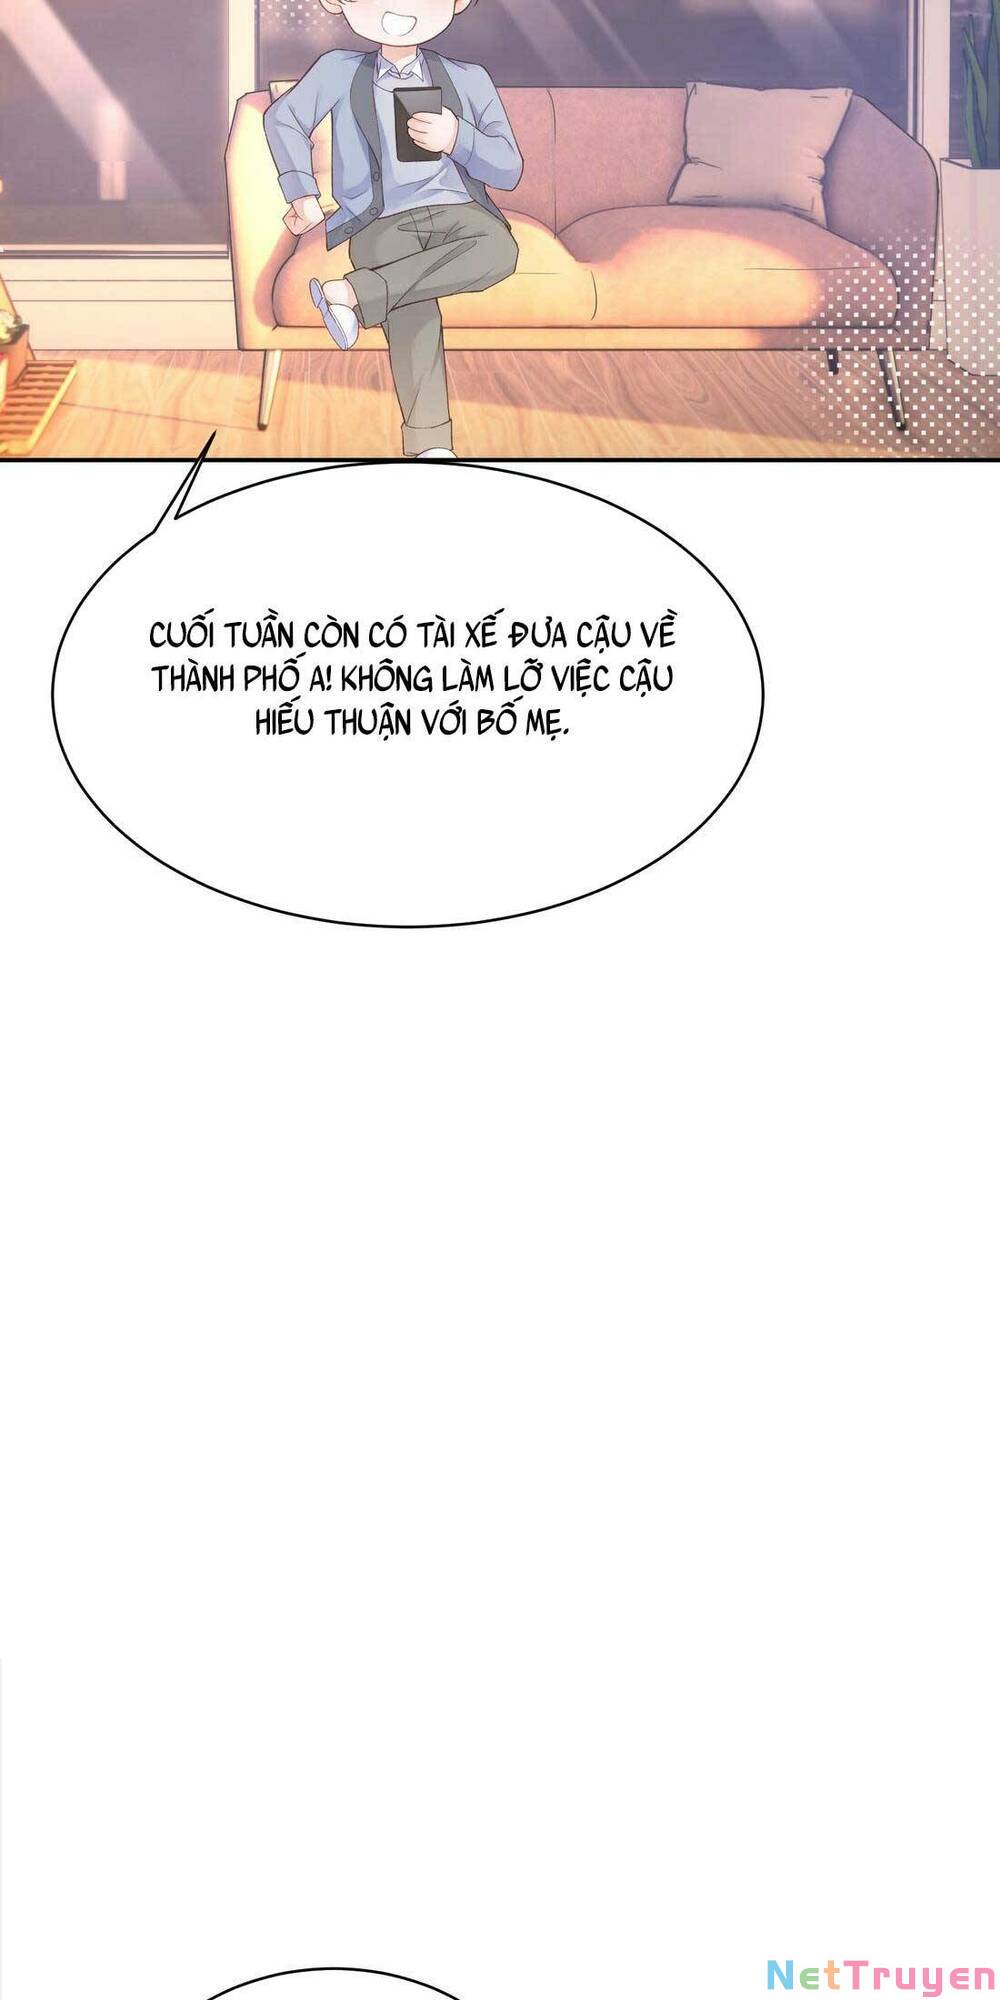 CUỐI TUẦN CÒN CÓ TÀI XẾ ĐƯA CẬU VỀ
THÀNH PHỐ A! KHÔNG LÀM LỠ VIỆC CẬU
HIẾU THUẬN VỚI BỐ MẸ.
NetTruyen